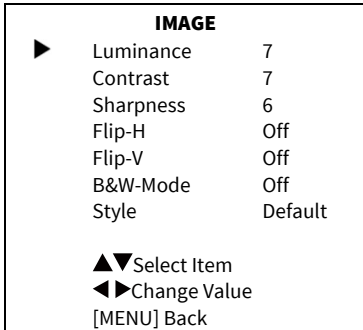 IMAGE
▶ Luminance 7
Contrast 7
Sharpness 6
Flip-H Off
Flip-V Off
B&W-Mode Off
Style Default
▲▼Select Item
◀▶Change Value
[MENU] Back